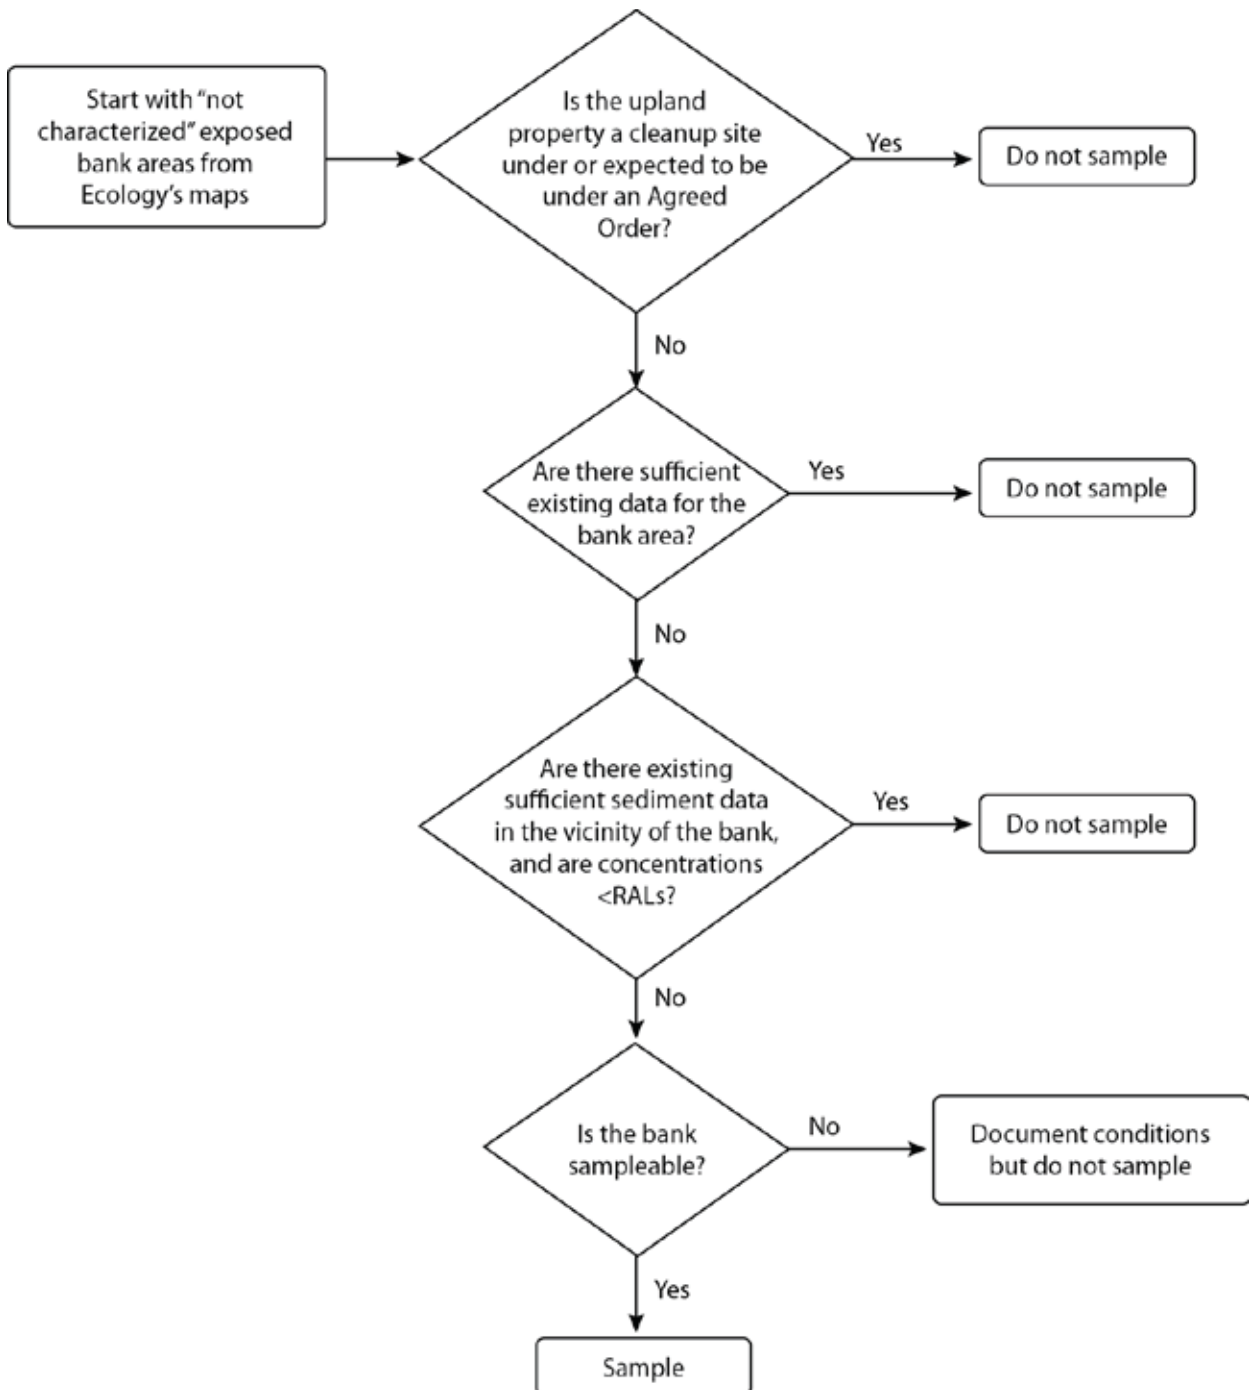 Start with “not
characterized” exposed
bank areas from
Ecology’s maps
Is the upland
property a cleanup site
under or expected to be
under an Agreed
Order?
Yes
Do not sample
No
Are there sufficient
existing data for the
bank area?
Yes
Do not sample
No
Are there existing
sufficient sediment data
in the vicinity of the bank,
and are concentrations
<RALs?
Yes
Do not sample
No
Is the bank
sampleable?
No
Document conditions
but do not sample
Yes
Sample